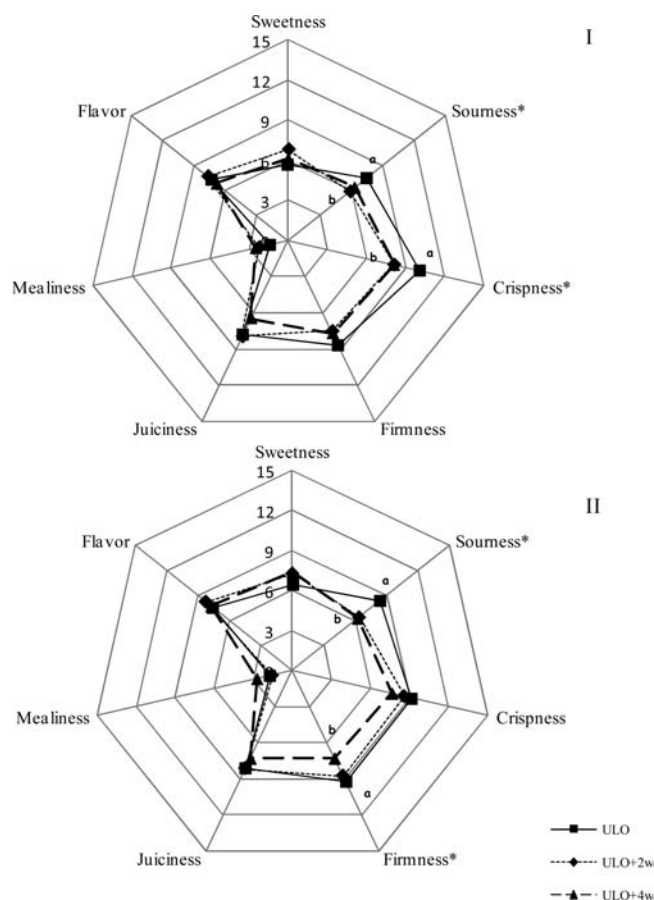 Sweetness
15
I
12
Flavor
Sourness*
9
a
6
3
b
b
a
Mealiness
Crispness*
Juiciness
Firmness
Sweetness
15
II
12
Flavor
Sourness*
9
a
6
b
3
Mealiness
Crispness
b
a
Juiciness
Firmness*
ULO
ULO+2w
ULO+4w